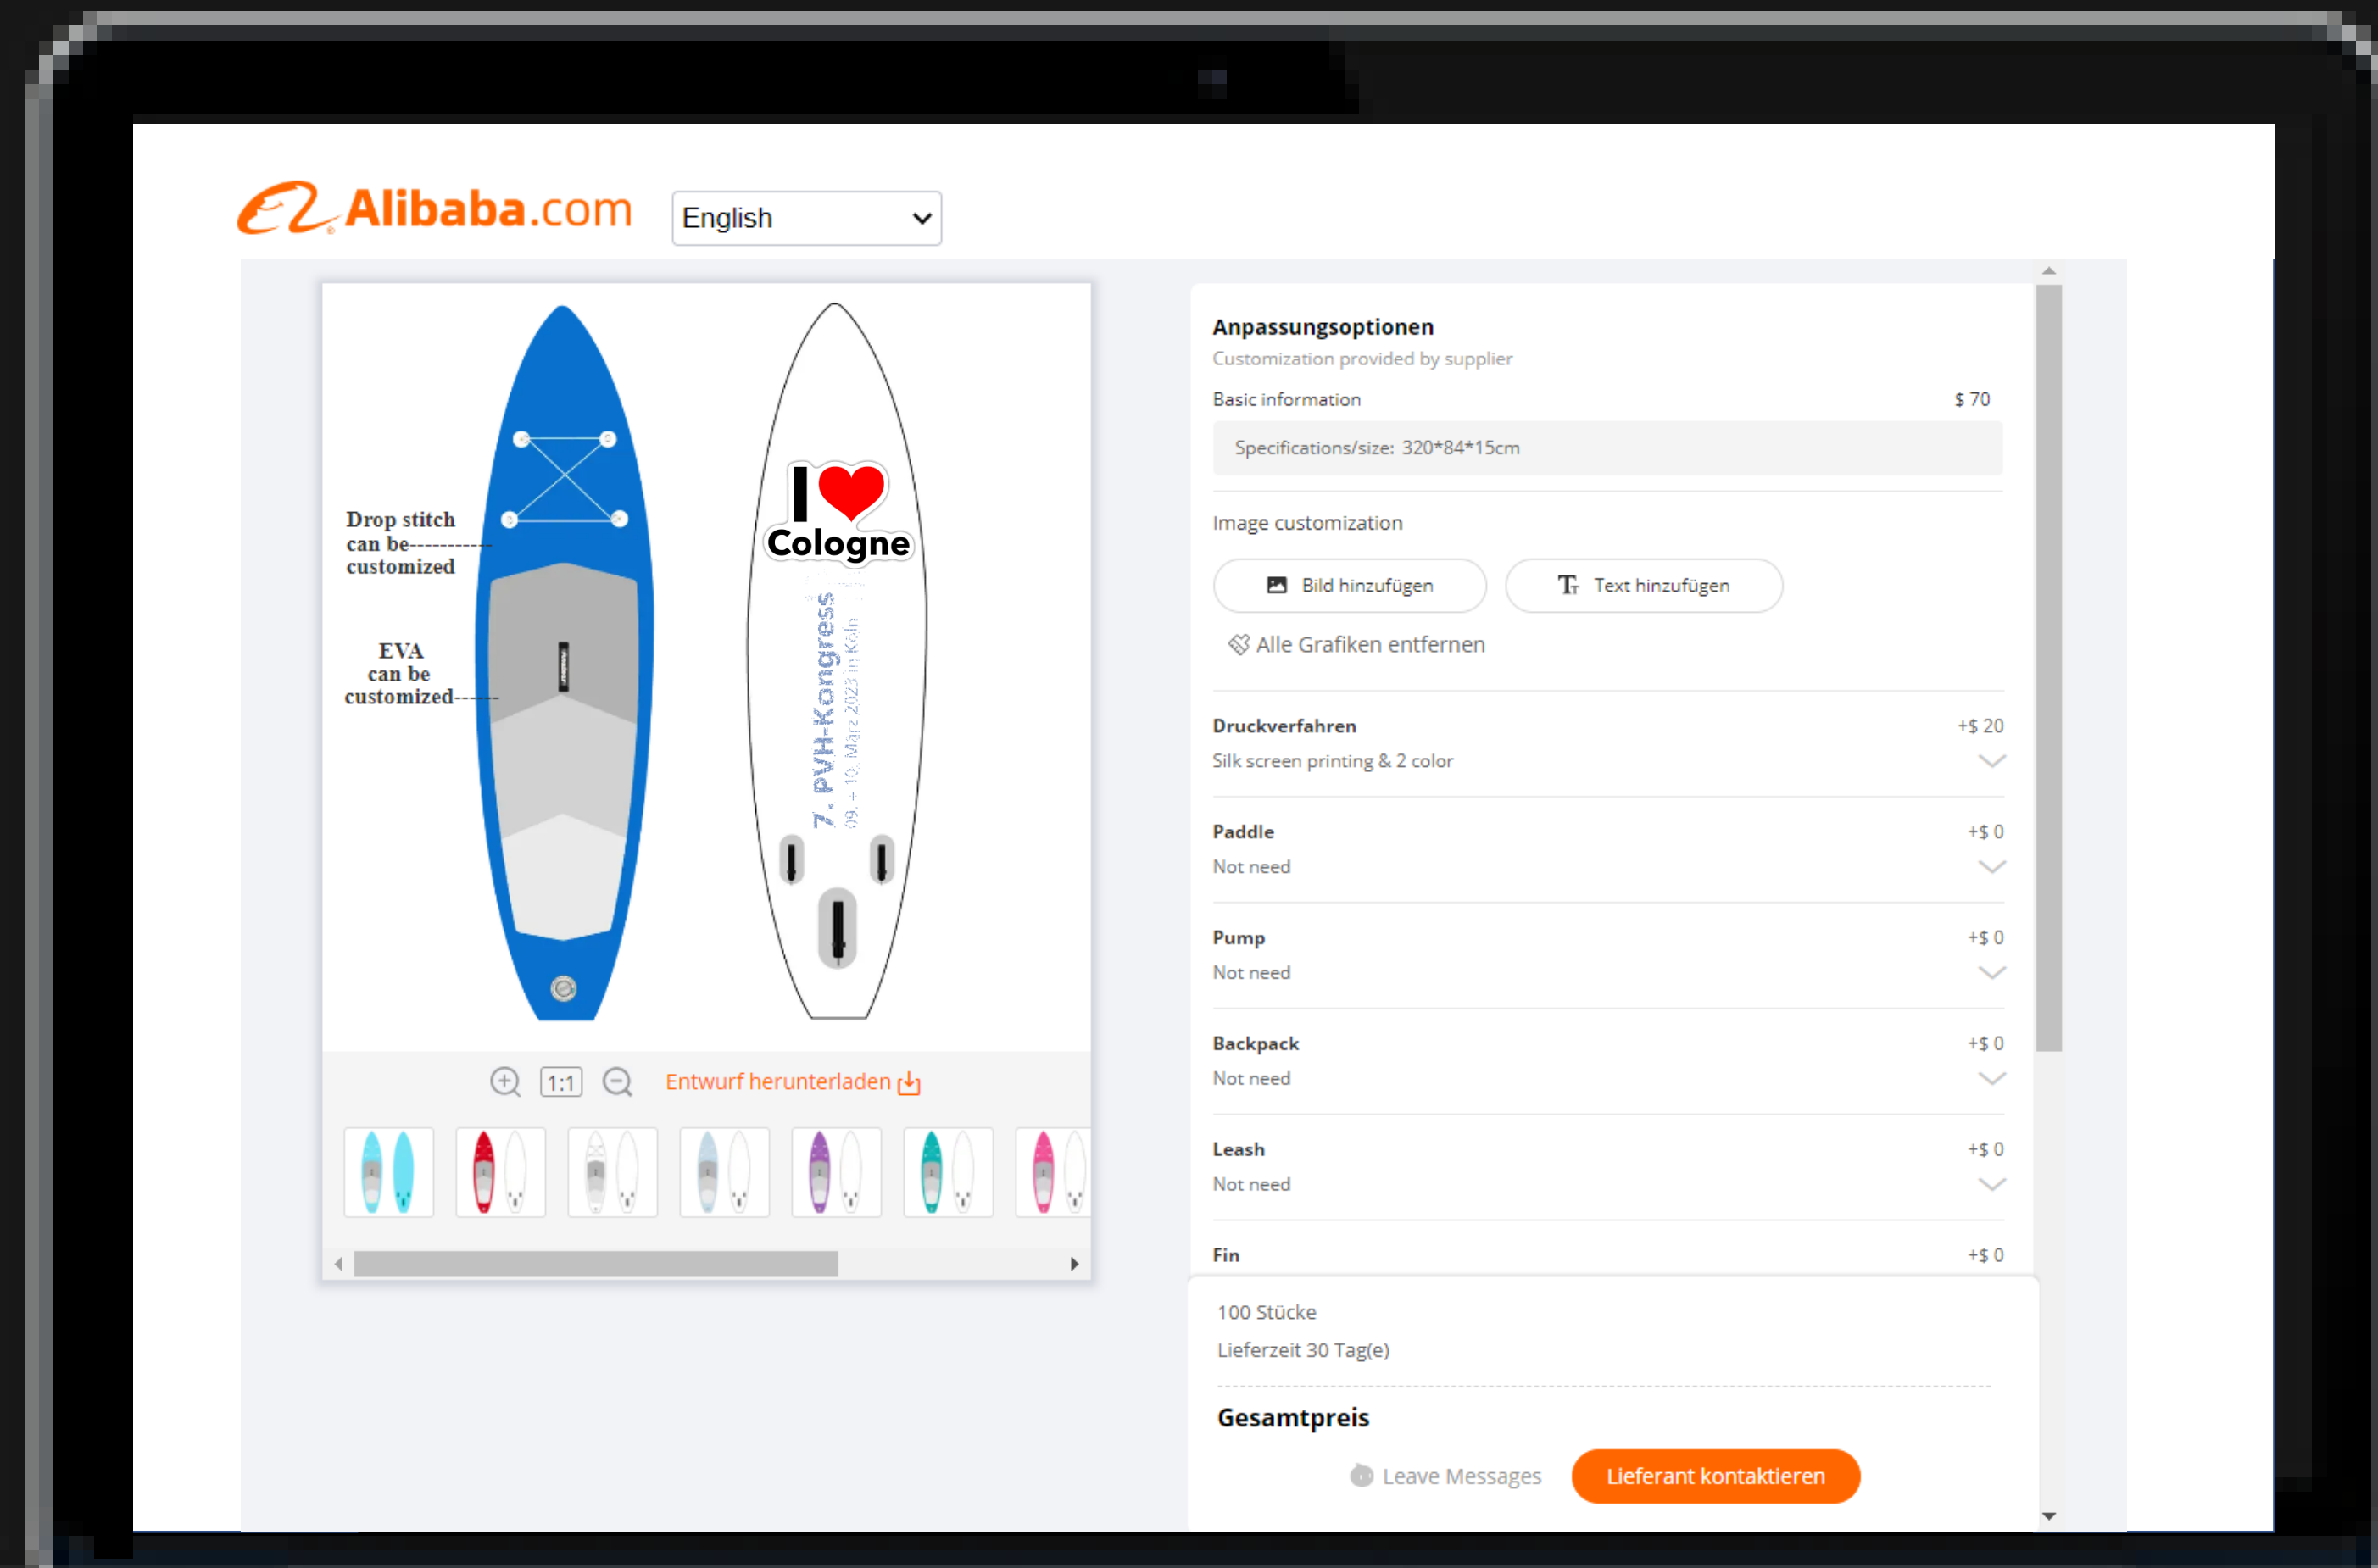 Alibaba.com
English
Drop stitch
can be
customized
EVA
can be
customized
I
Cologne
7. PVH-Kongress
09. + 10. März 2023 in Köln
1:1
Entwurf herunterladen
Anpassungsoptionen
Customization provided by supplier
Basic information $ 70
Specifications/size: 320*84*15cm
Image customization
Bild hinzufügen
Text hinzufügen
Alle Grafiken entfernen
Druckverfahren +$ 20
Silk screen printing & 2 color
Paddle +$ 0
Not need
Pump +$ 0
Not need
Backpack +$ 0
Not need
Leash +$ 0
Not need
Fin +$ 0
100 Stücke
Lieferzeit 30 Tag(e)
Gesamtpreis
Leave Messages
Lieferant kontaktieren